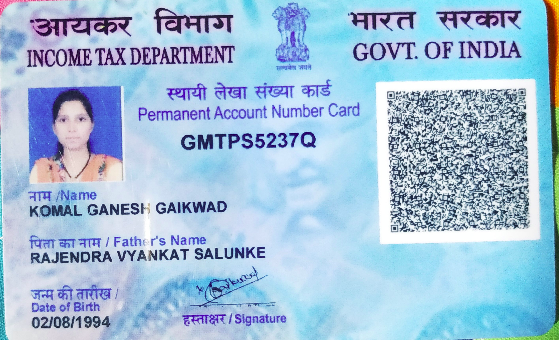 आयकर विभाग
INCOME TAX DEPARTMENT
सत्यमेव जयते
भारत सरकार
GOVT. OF INDIA
स्थायी लेखा संख्या कार्ड
Permanent Account Number Card
GMTPS5237Q
नाम /Name
KOMAL GANESH GAIKWAD
पिता का नाम / Father's Name
RAJENDRA VYANKAT SALUNKE
जन्म की तारीख /
Date of Birth
02/08/1994
हस्ताक्षर / Signature